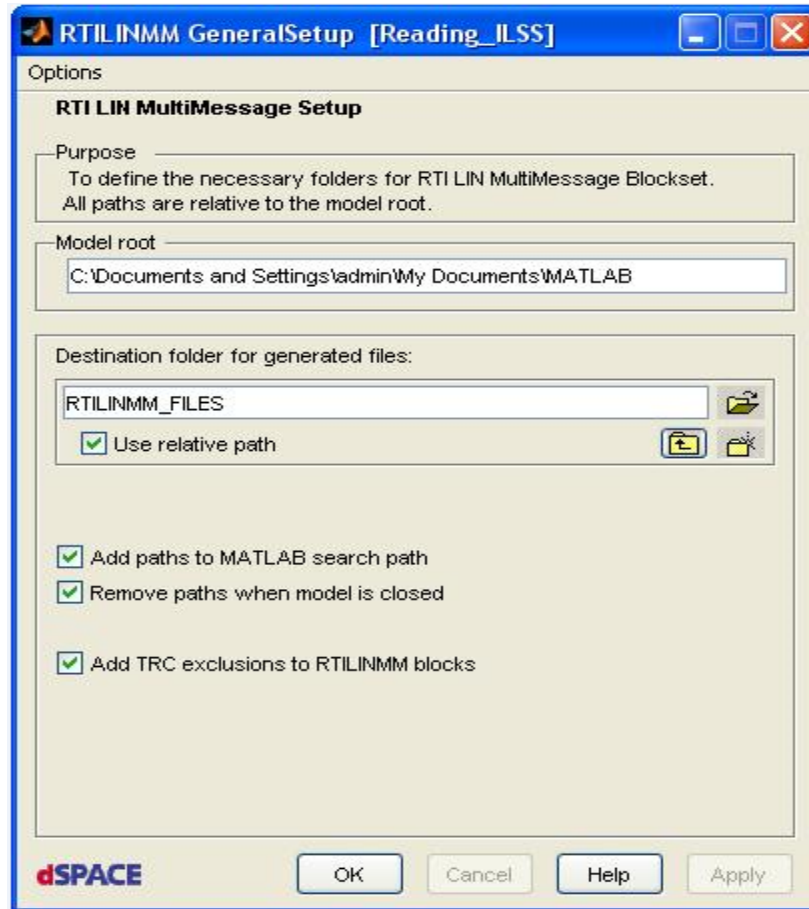 RTILINMM GeneralSetup [Reading_ILSS]
Options
RTI LIN MultiMessage Setup
Purpose
To define the necessary folders for RTI LIN MultiMessage Blockset.
All paths are relative to the model root.
Model root
C:\Documents and Settings\admin\My Documents\MATLAB
Destination folder for generated files:
RTILINMM_FILES
Use relative path
Add paths to MATLAB search path
Remove paths when model is closed
Add TRC exclusions to RTILINMM blocks
dSPACE
OK
Cancel
Help
Apply